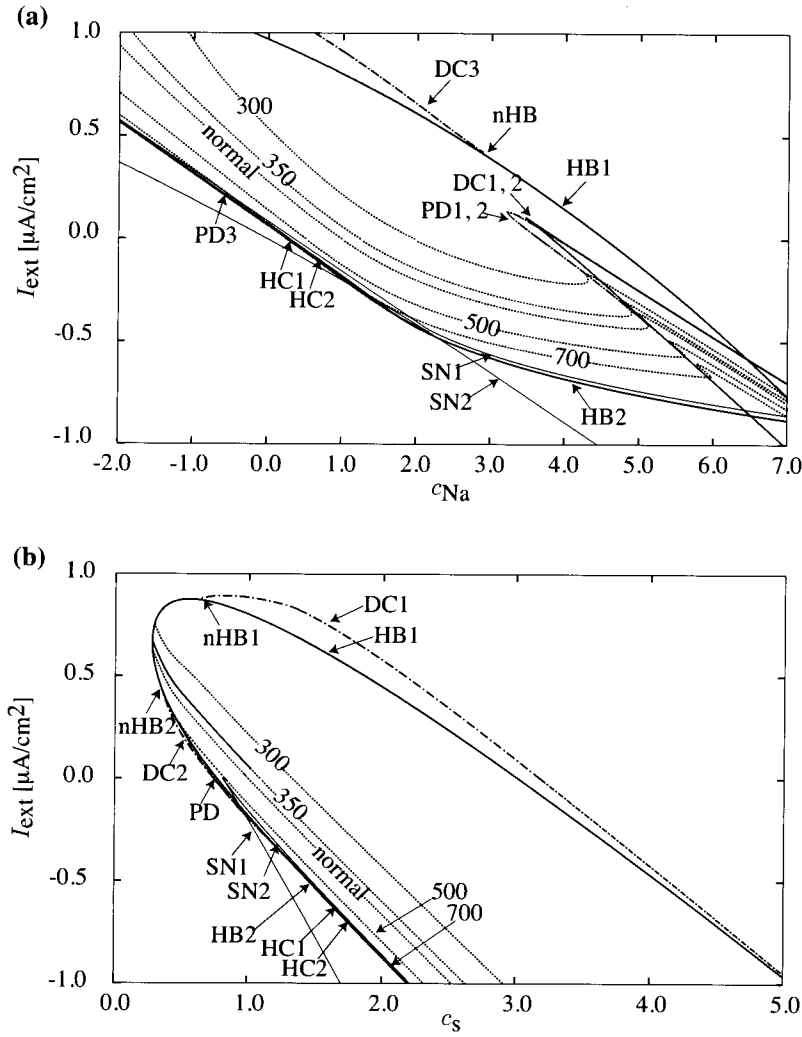 (a)
1.0
0.5
0.0
-0.5
-1.0
Iext [µA/cm2]
-2.0 -1.0 0.0 1.0 2.0 3.0 4.0 5.0 6.0 7.0
cNa
300
350
normal
500
700
DC3
nHB
HB1
DC1, 2
PD1, 2
PD3
HC1
HC2
SN1
SN2
HB2
(b)
1.0
0.5
0.0
-0.5
-1.0
Iext [µA/cm2]
0.0 1.0 2.0 3.0 4.0 5.0
cs
DC1
HB1
nHB1
nHB2
DC2
PD
SN1
SN2
HB2
HC1
HC2
300
350
normal
500
700